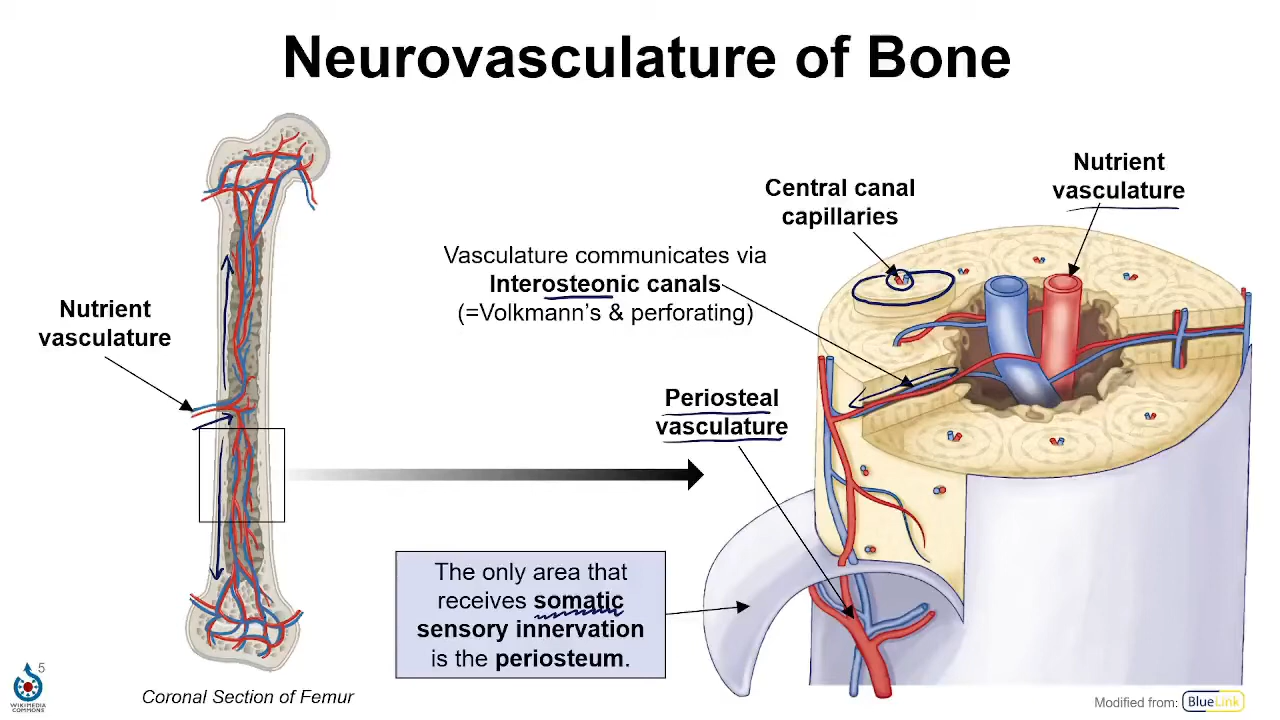 Neurovasculature of Bone
Nutrient
vasculature
Central canal
capillaries
Nutrient
vasculature
Vasculature communicates via
Interosteonic canals
(=Volkmann’s & perforating)
Periosteal
vasculature
The only area that
receives somatic
sensory innervation
is the periosteum.
Coronal Section of Femur
5
WIKIMEDIA
COMMONS
Modified from: BlueLink